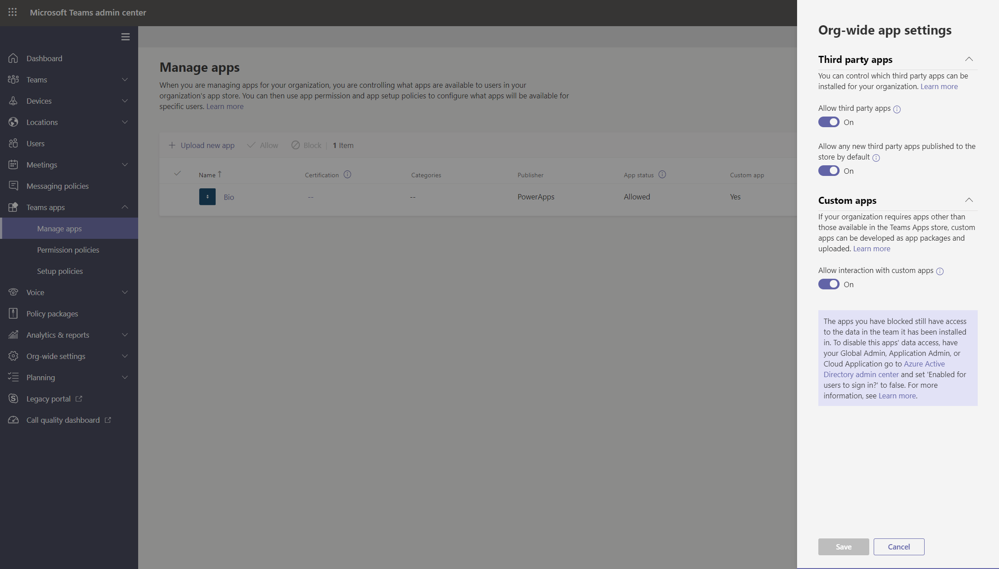 Microsoft Teams admin center
Dashboard
Teams
Devices
Locations
Users
Meetings
Messaging policies
Teams apps
Manage apps
Permission policies
Setup policies
Voice
Policy packages
Analytics & reports
Org-wide settings
Planning
Legacy portal
Call quality dashboard
Manage apps
When you are managing apps for your organization, you are controlling what apps are available to users in your
organization's app store. You can then use app permission and app setup policies to configure what apps will be available for
specific users. Learn more
Upload new app Allow Block | 1 Item
Name Certification Categories Publisher App status Custom app
Bio -- -- PowerApps Allowed Yes
Org-wide app settings
Third party apps
You can control which third party apps can be
installed for your organization. Learn more
Allow third party apps
On
Allow any new third party apps published to the
store by default
On
Custom apps
If your organization requires apps other than
those available in the Teams Apps store, custom
apps can be developed as app packages and
uploaded. Learn more
Allow interaction with custom apps
On
The apps you have blocked still have access
to the data in the team it has been installed
in. To disable this apps' data access, have
your Global Admin, Application Admin, or
Cloud Application go to Azure Active
Directory admin center and set 'Enabled for
users to sign in?' to false. For more
information, see Learn more.
Save Cancel